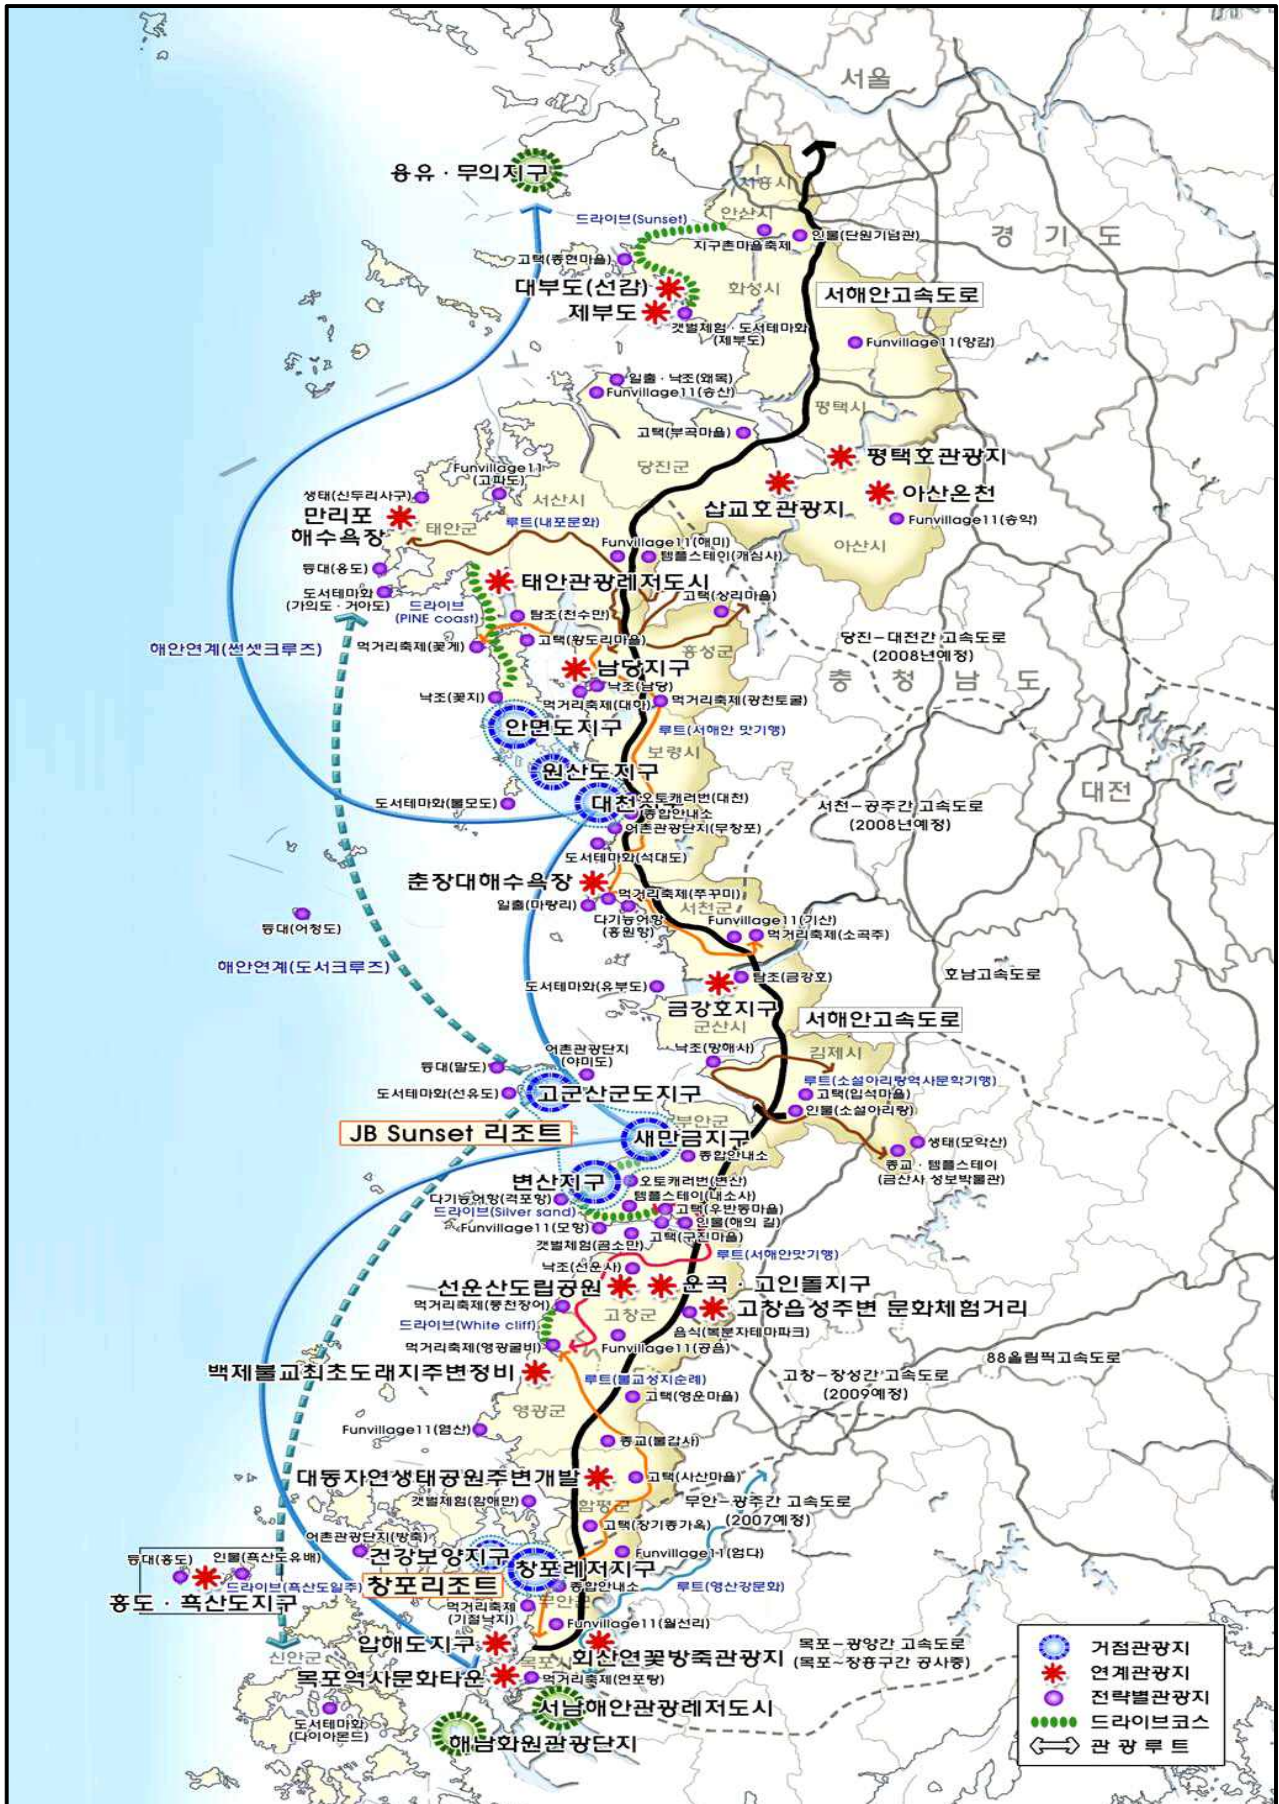 서울
용유 · 무의지구
시흥시
드라이브(Sunset)
안산시
지구촌마을축제
인물(단원기념관)
경 기 도
고택(종현마을)
대부도(선감)
화성시
서해안고속도로
제부도
갯벌체험 · 도서테마화
(제부도)
Funvillage11(양감)
일출 · 낙조(왜목)
Funvillage11(송산)
평택시
고택(부곡마을)
평택호관광지
당진군
Funvillage11
(고파도)
아산온천
생태(신두리사구)
서산시
삽교호관광지
만리포
해수욕장
태안군
루트(내포문화)
Funvillage11(송악)
아산시
Funvillage11(해미)
템플스테이(개심사)
등대(옹도)
태안관광레저도시
도서테마화
(가의도 · 거아도)
드라이브
(PINE coast)
고택(상리마을)
탐조(천수만)
당진-대전간 고속도로
(2008년예정)
해안연계(썬셋크루즈)
먹거리축제(꽃게)
고택(황도리마을)
홍성군
남당지구
충 청 남 도
낙조(꽃지)
낙조(남당)
먹거리축제(대하)
먹거리축제(광천토굴)
안면도지구
루트(서해안 맛기행)
보령시
원산도지구
대전
도서테마화(불모도)
대천
오토캐러번(대천)
종합안내소
서천-공주간 고속도로
(2008년예정)
어촌관광단지(무창포)
도서테마화(석대도)
춘장대해수욕장
먹거리축제(쭈꾸미)
일출(마량리)
다기능어항
(홍원항)
서천군
Funvillage11(기산)
먹거리축제(소곡주)
등대(어청도)
해안연계(도서크루즈)
호남고속도로
도서테마화(유부도)
탐조(금강호)
금강호지구
군산시
서해안고속도로
어촌관광단지
(야미도)
낙조(망해사)
김제시
등대(말도)
루트(소설아리랑역사문학기행)
도서테마화(선유도)
고군산군도지구
고택(입석마을)
인물(소설아리랑)
부안군
JB Sunset 리조트
새만금지구
생태(모악산)
종합안내소
종교 · 템플스테이
(금산사 성보박물관)
변산지구
오토캐러번(변산)
템플스테이(내소사)
다기능어항(격포항)
드라이브(Silver sand)
고택(우반동마을)
Funvillage11(모항)
인물(해의 길)
고택(구진마을)
갯벌체험(곰소만)
루트(서해안맛기행)
낙조(선운사)
선운산도립공원
운곡 · 고인돌지구
먹거리축제(풍천장어)
고창군
고창읍성주변 문화체험거리
드라이브(White cliff)
음식(복분자테마파크)
먹거리축제(영광굴비)
Funvillage11(공음)
88올림픽고속도로
백제불교최초도래지주변정비
루트(불교성지순례)
고창-장성간 고속도로
(2009예정)
고택(영운마을)
영광군
Funvillage11(염산)
종교(불갑사)
대동자연생태공원주변개발
고택(사산마을)
갯벌체험(함해만)
함평군
무안-광주간 고속도로
(2007예정)
고택(장기종가옥)
어촌관광단지(방축)
등대(홍도)
인물(흑산도유배)
건강보양지구
Funvillage11(엄다)
창포레저지구
드라이브(흑산도일주)
창포리조트
종합안내소
루트(영산강문화)
홍도 · 흑산도지구
먹거리축제
(기절낙지)
무안군
Funvillage11(월선리)
압해도지구
회산연꽃방죽관광지
목포-광양간 고속도로
(목포-장흥구간 공사중)
신안군
목포시
목포역사문화타운
먹거리축제(연포탕)
서남해안관광레저도시
도서테마화
(다이아몬드)
해남화원관광단지
거점관광지
연계관광지
전략별관광지
드라이브코스
관 광 루 트